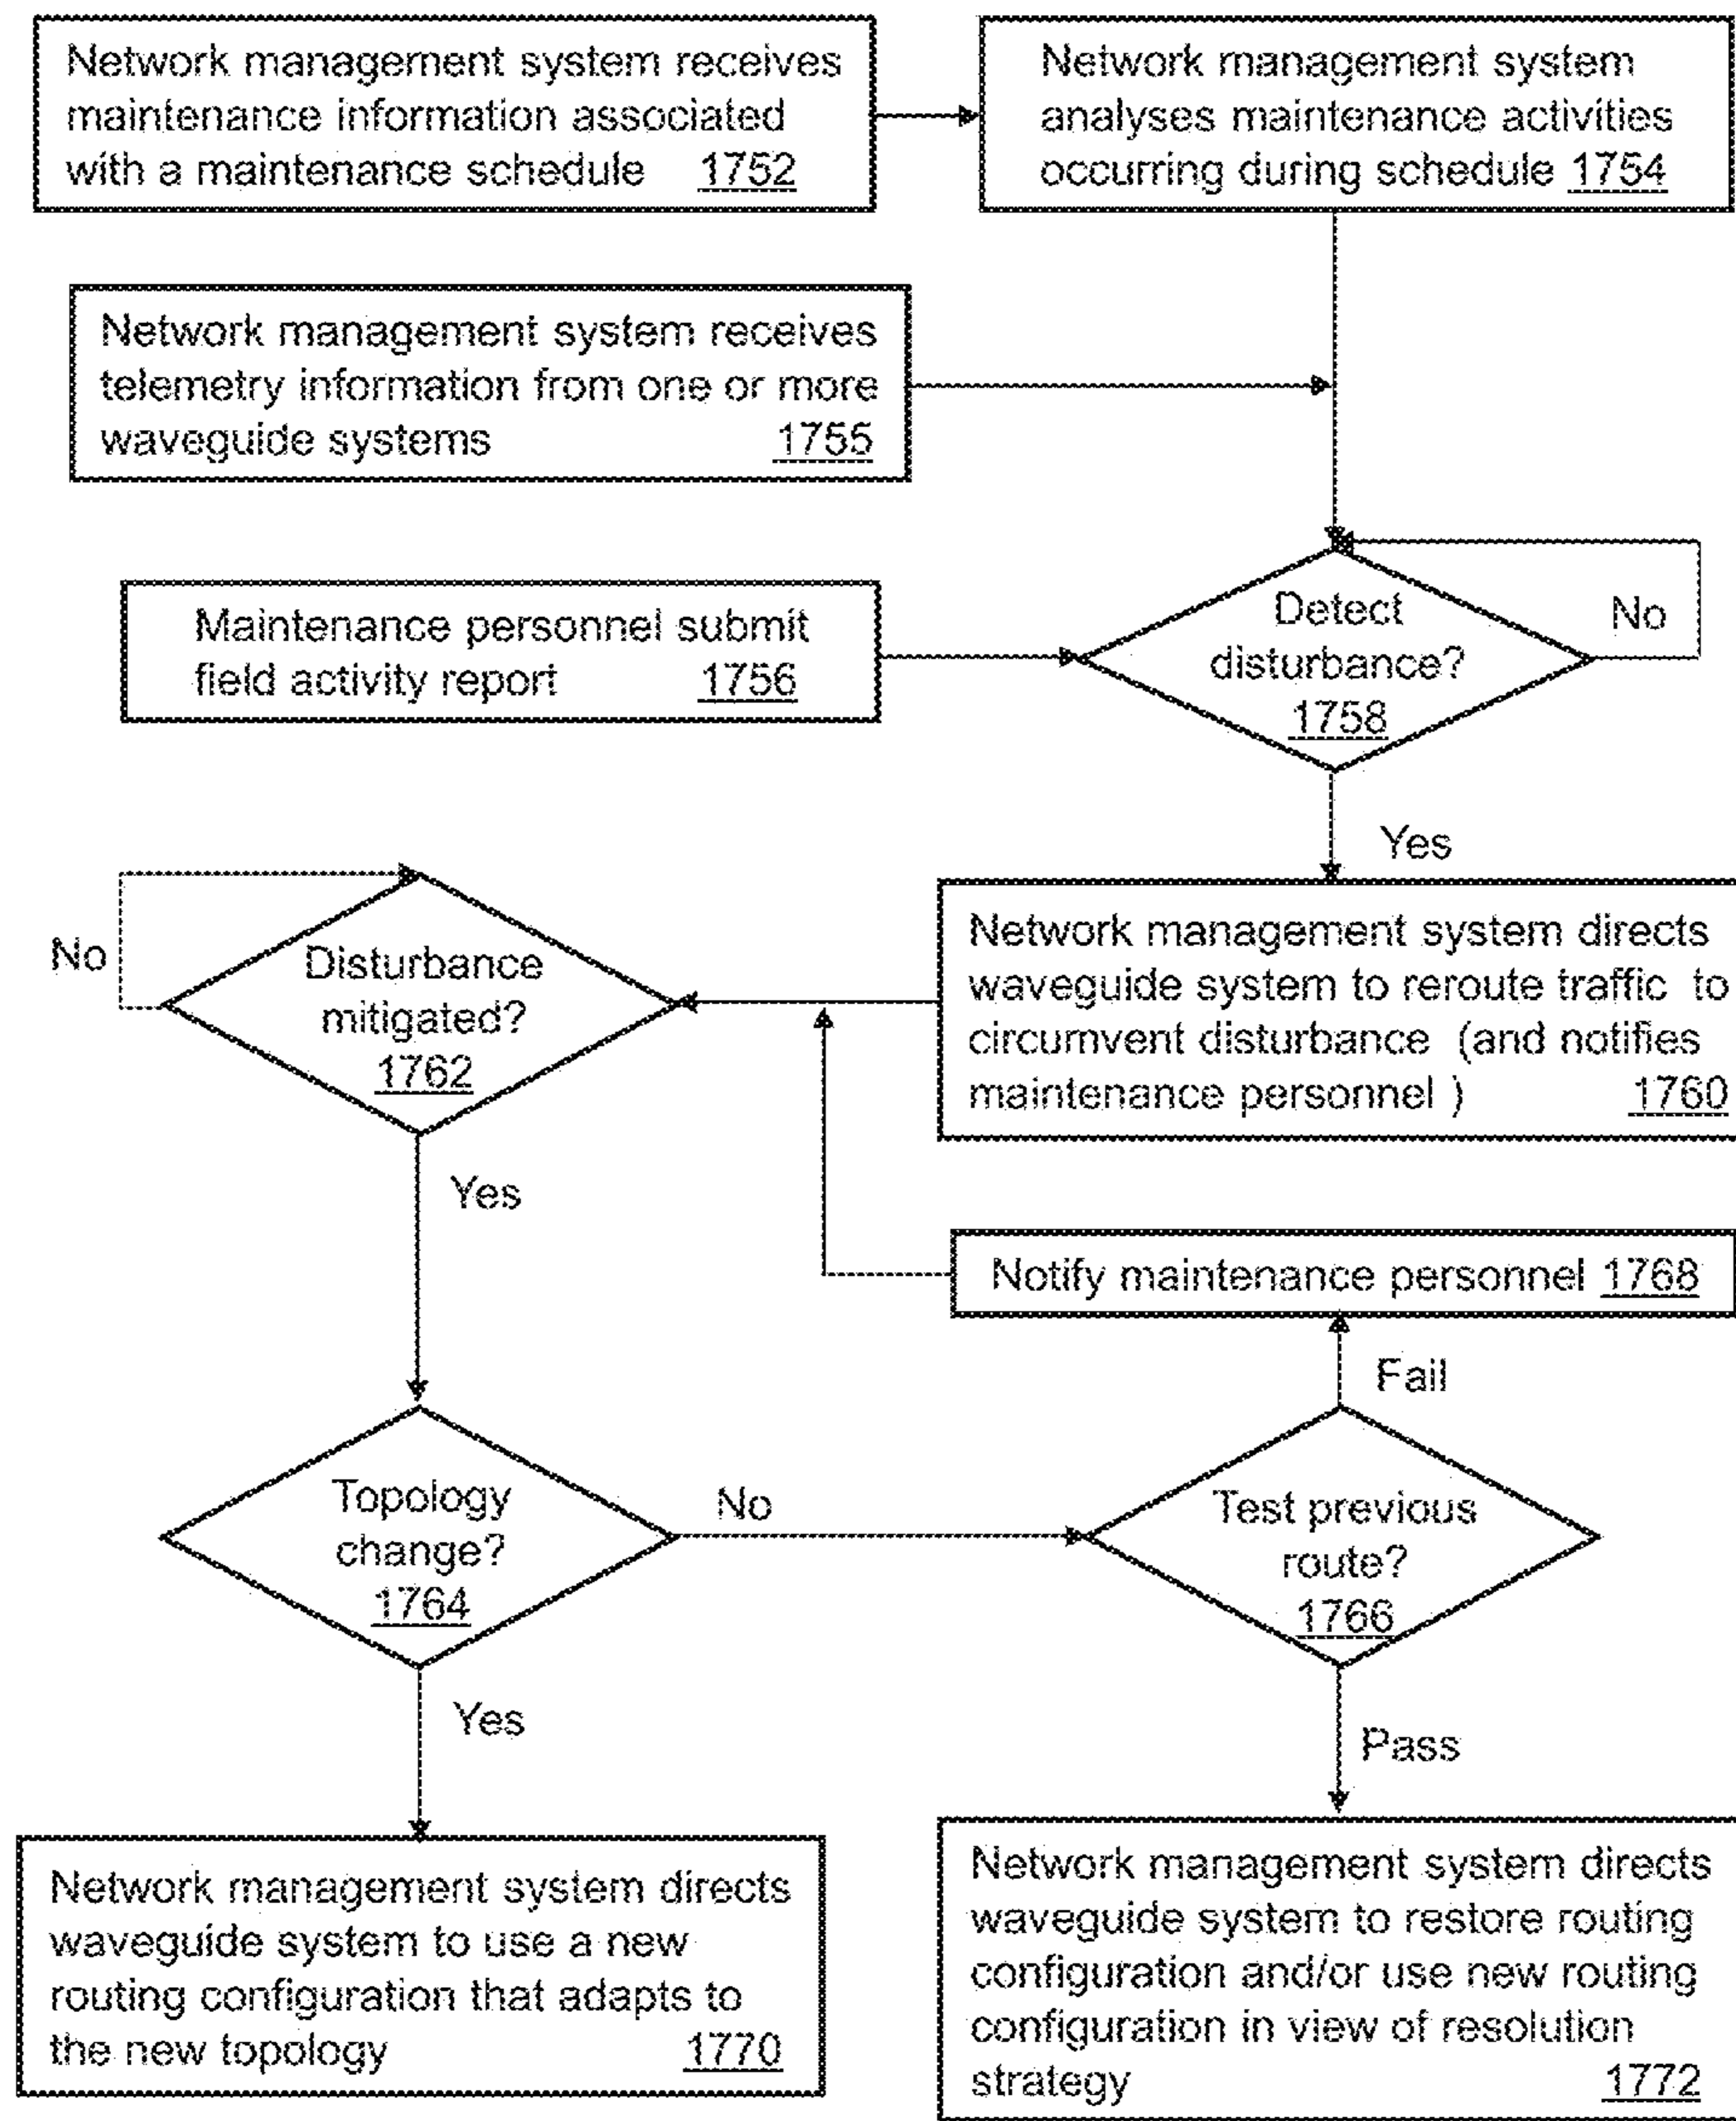 Network management system receives
maintenance information associated
with a maintenance schedule 1752
Network management system
analyses maintenance activities
occurring during schedule 1754
Network management system receives
telemetry information from one or more
waveguide systems 1755
Maintenance personnel submit
field activity report 1756
Detect
disturbance?
1758
No
Yes
Network management system directs
waveguide system to reroute traffic to
circumvent disturbance (and notifies
maintenance personnel ) 1760
Disturbance
mitigated?
1762
No
Yes
Notify maintenance personnel 1768
Fail
Topology
change?
1764
No
Test previous
route?
1766
Yes
Pass
Network management system directs
waveguide system to use a new
routing configuration that adapts to
the new topology 1770
Network management system directs
waveguide system to restore routing
configuration and/or use new routing
configuration in view of resolution
strategy 1772